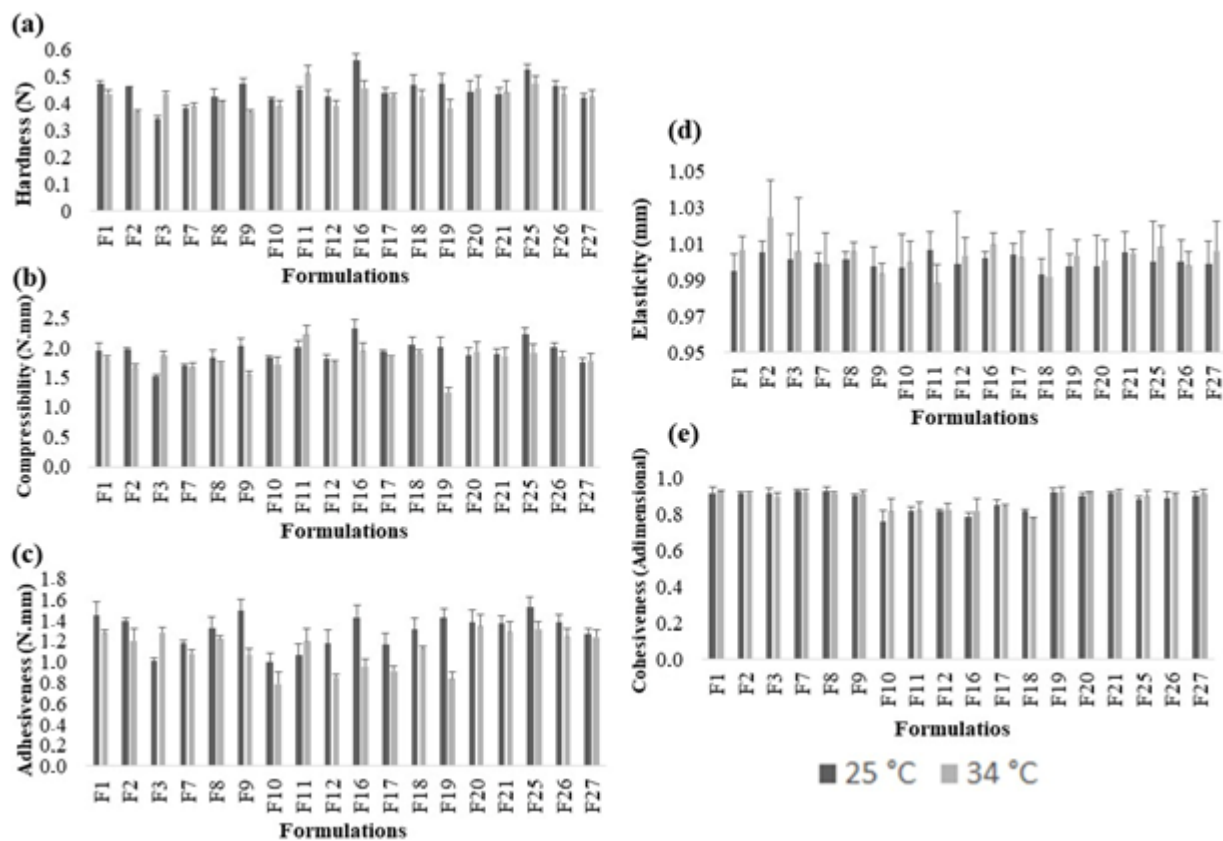 (a)
Hardness (N)
0.6
0.5
0.4
0.3
0.2
0.1
0
F1 F2 F3 F7 F8 F9 F10 F11 F12 F16 F17 F18 F19 F20 F21 F25 F26 F27
Formulations
(b)
Compressibility (N.mm)
2.5
2.0
1.5
1.0
0.5
0.0
F1 F2 F3 F7 F8 F9 F10 F11 F12 F16 F17 F18 F19 F20 F21 F25 F26 F27
Formulations
(c)
Adhesiveness (N.mm)
1.8
1.6
1.4
1.2
1.0
0.8
0.6
0.4
0.2
0.0
F1 F2 F3 F7 F8 F9 F10 F11 F12 F16 F17 F18 F19 F20 F21 F25 F26 F27
Formulations
(d)
Elasticity (mm)
1.05
1.03
1.01
0.99
0.97
0.95
F1 F2 F3 F7 F8 F9 F10 F11 F12 F16 F17 F18 F19 F20 F21 F25 F26 F27
Formulations
(e)
Cohesiveness (Adimensional)
1.0
0.8
0.6
0.4
0.2
0.0
F1 F2 F3 F7 F8 F9 F10 F11 F12 F16 F17 F18 F19 F20 F21 F25 F26 F27
Formulatios
25 °C 34 °C